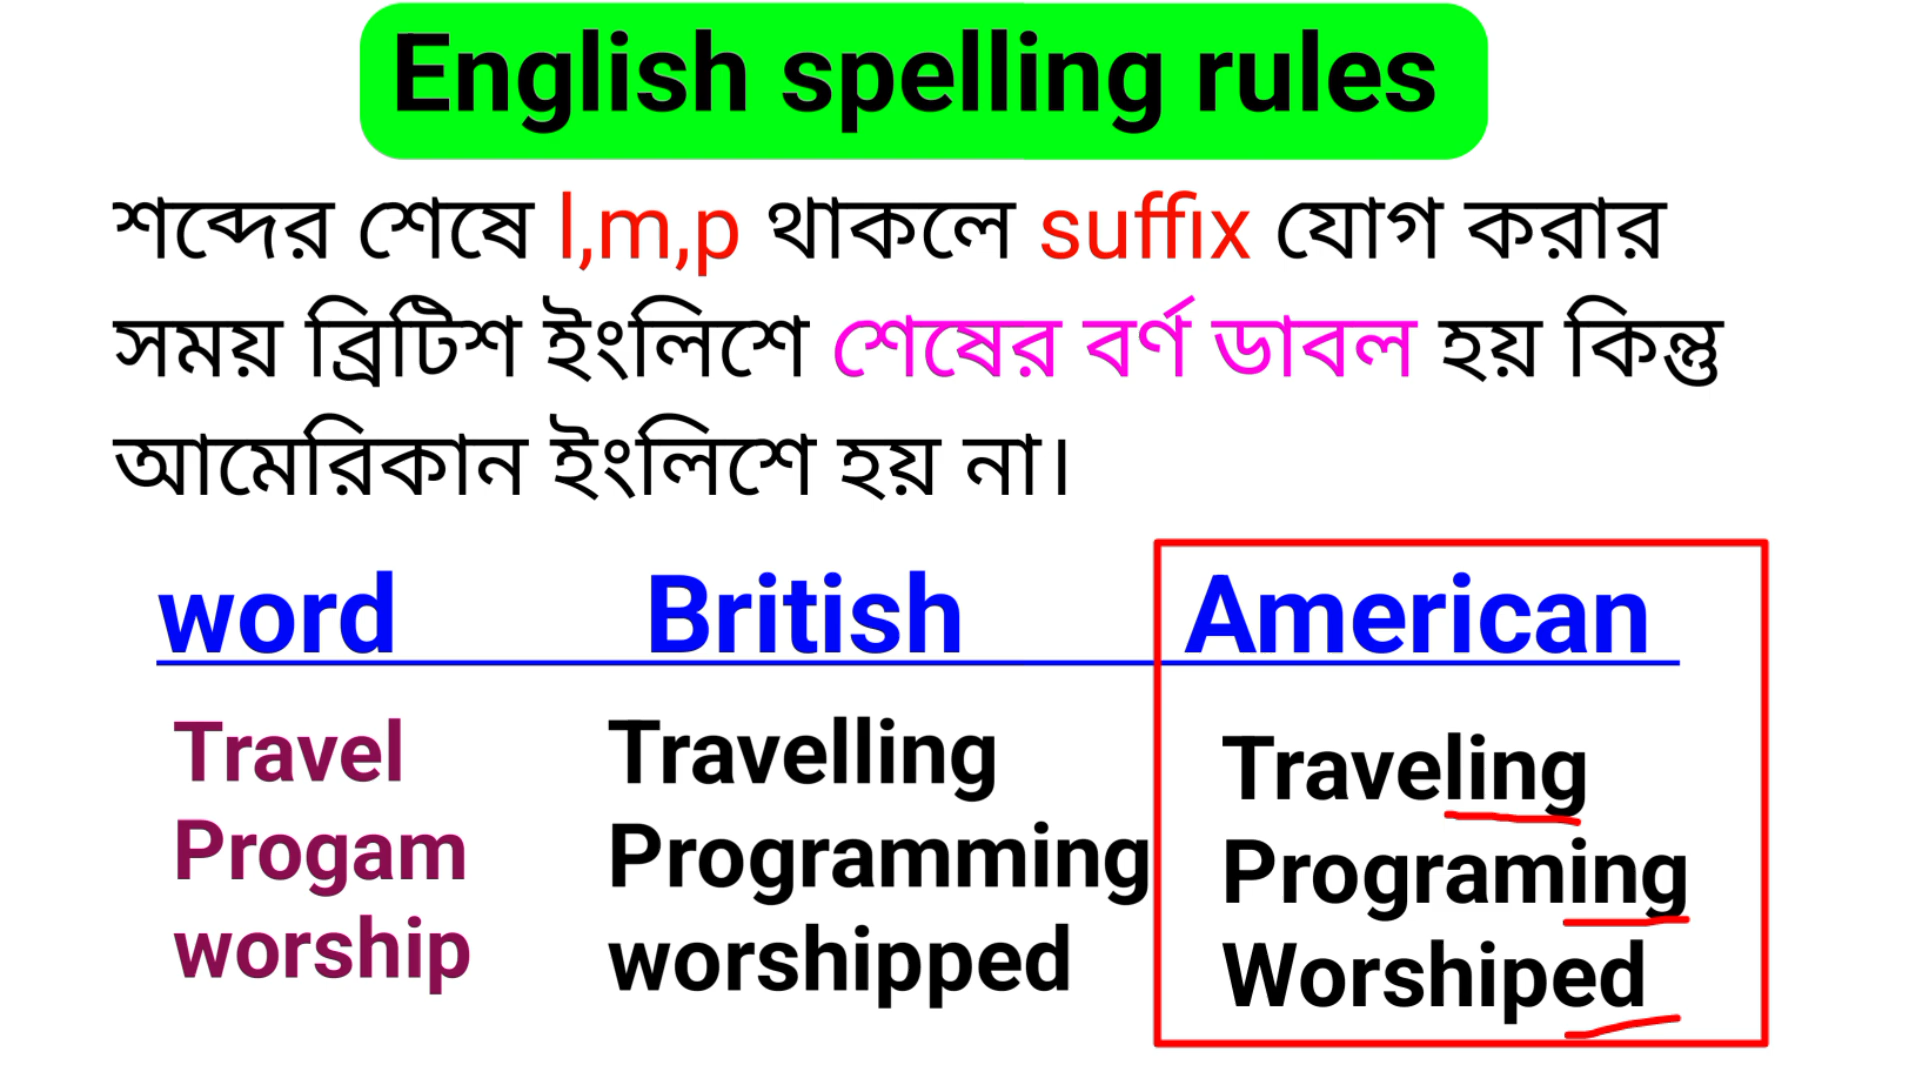 English spelling rules
শব্দের শেষে l,m,p থাকলে suffix যোগ করার
সময় ব্রিটিশ ইংলিশে শেষের বর্ণ ডাবল হয় কিন্তু
আমেরিকান ইংলিশে হয় না।
word British American
Travel Travelling Traveling
Progam Programming Programing
worship worshipped Worshiped